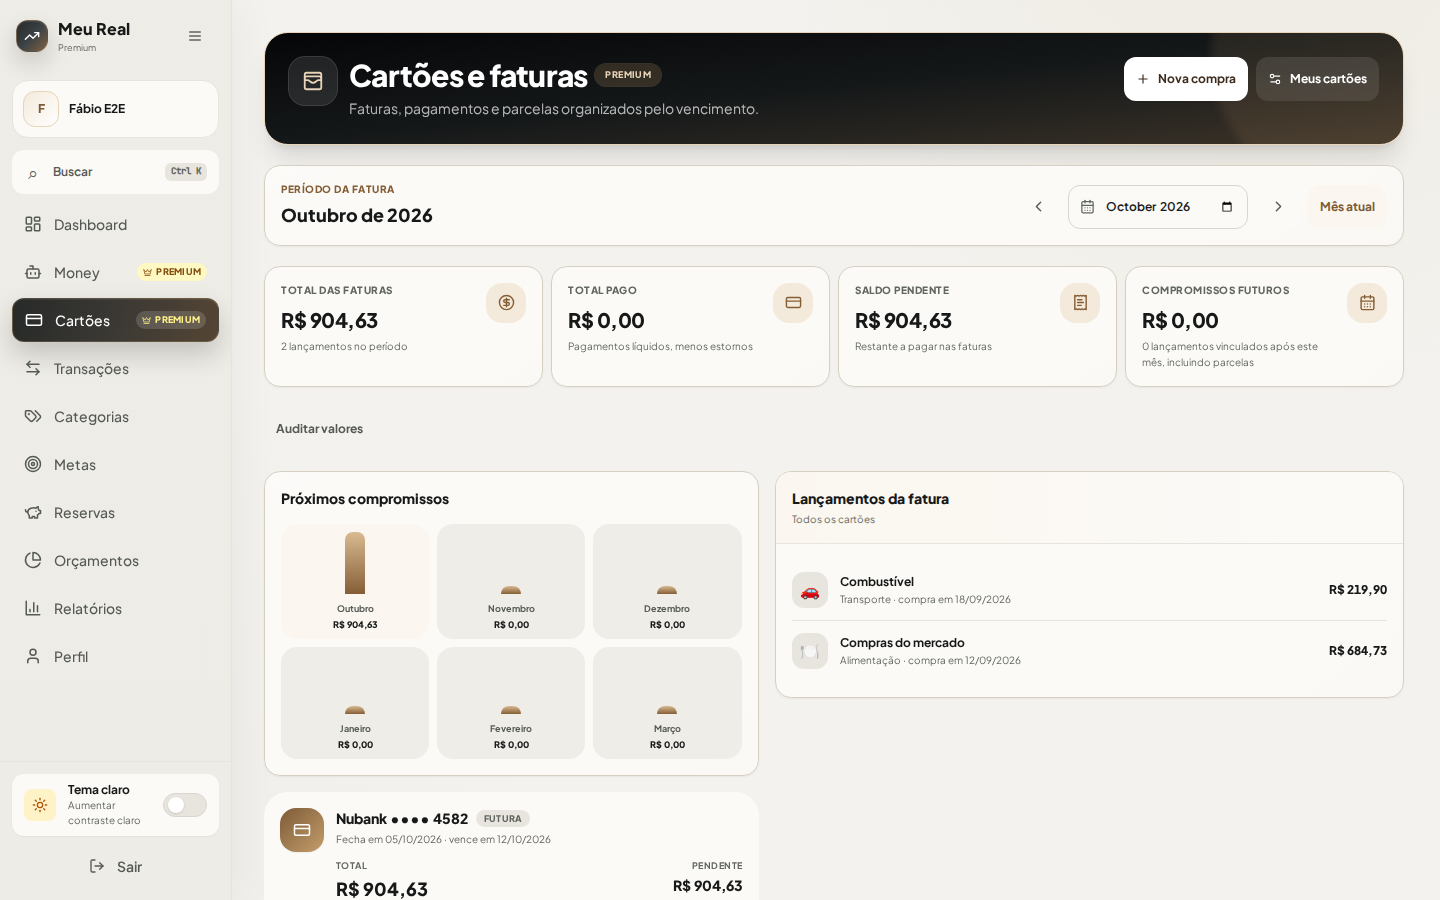 Meu Real
Premium
F
Fábio E2E
Buscar
Ctrl K
Dashboard
Money
PREMIUM
Cartões
PREMIUM
Transações
Categorias
Metas
Reservas
Orçamentos
Relatórios
Perfil
Tema claro
Aumentar
contraste claro
Sair
Cartões e faturas
PREMIUM
Faturas, pagamentos e parcelas organizados pelo vencimento.
Nova compra
Meus cartões
PERÍODO DA FATURA
Outubro de 2026
October 2026
Mês atual
TOTAL DAS FATURAS
R$ 904,63
2 lançamentos no período
TOTAL PAGO
R$ 0,00
Pagamentos líquidos, menos estornos
SALDO PENDENTE
R$ 904,63
Restante a pagar nas faturas
COMPROMISSOS FUTUROS
R$ 0,00
0 lançamentos vinculados após este
mês, incluindo parcelas
Auditar valores
Próximos compromissos
Outubro
R$ 904,63
Novembro
R$ 0,00
Dezembro
R$ 0,00
Janeiro
R$ 0,00
Fevereiro
R$ 0,00
Março
R$ 0,00
Nubank •••• 4582
FUTURA
Fecha em 05/10/2026 · vence em 12/10/2026
TOTAL
R$ 904,63
PENDENTE
R$ 904,63
Lançamentos da fatura
Todos os cartões
Combustível
Transporte · compra em 18/09/2026
R$ 219,90
Compras do mercado
Alimentação · compra em 12/09/2026
R$ 684,73